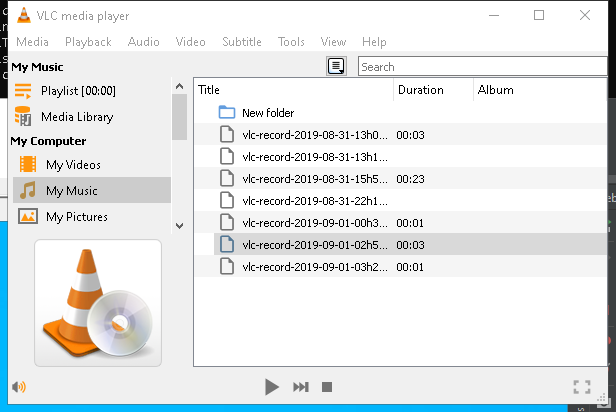 VLC media player
Media Playback Audio Video Subtitle Tools View Help
My Music
Search
Playlist [00:00]
Media Library
My Computer
My Videos
My Music
My Pictures
Title Duration Album
New folder
vlc-record-2019-08-31-13h0... 00:03
vlc-record-2019-08-31-13h1...
vlc-record-2019-08-31-15h5... 00:23
vlc-record-2019-08-31-22h1...
vlc-record-2019-09-01-00h3... 00:01
vlc-record-2019-09-01-02h5... 00:03
vlc-record-2019-09-01-03h2... 00:01